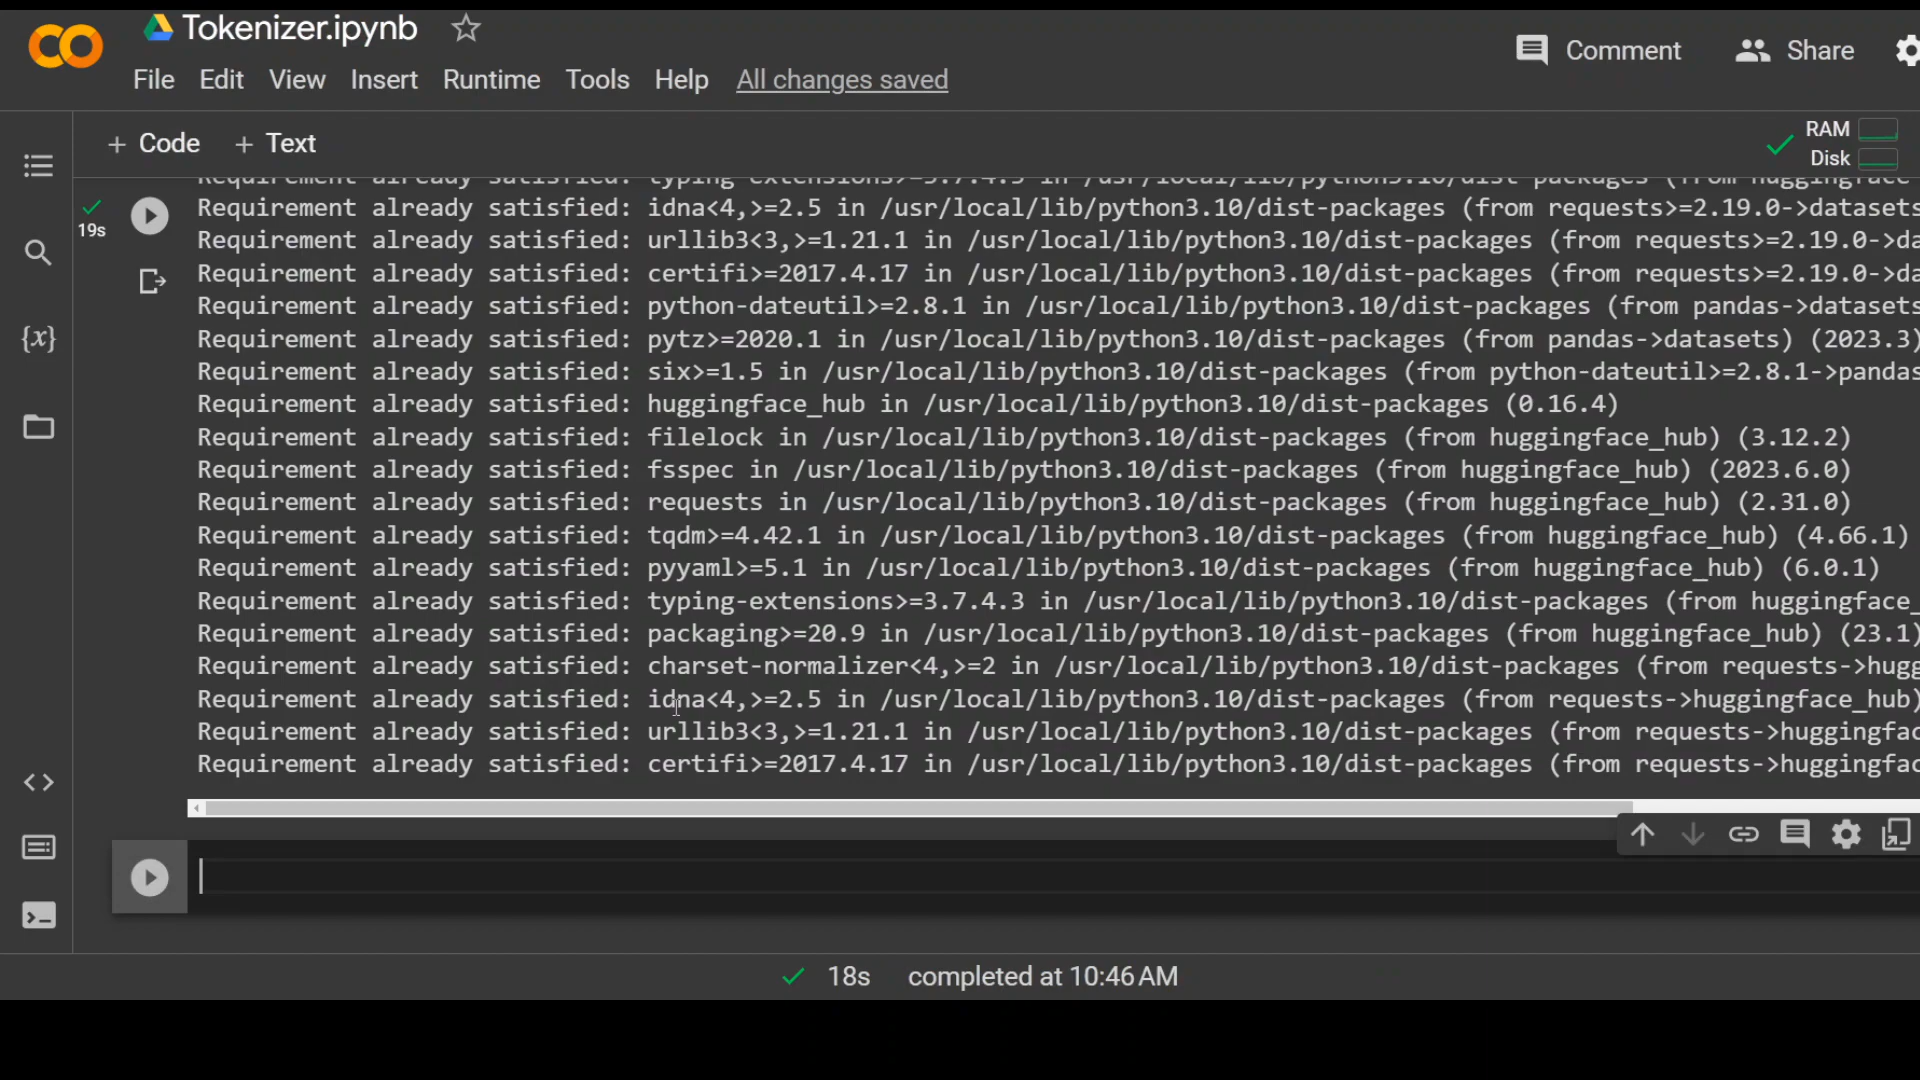 Tokenizer.ipynb
Comment
Share
File Edit View Insert Runtime Tools Help All changes saved
+ Code + Text
RAM
Disk
Requirement already satisfied: typing-extensions>=3.7.4.3 in /usr/local/lib/python3.10/dist-packages (from huggingface
19s
Requirement already satisfied: idna<4,>=2.5 in /usr/local/lib/python3.10/dist-packages (from requests>=2.19.0->datasets
Requirement already satisfied: urllib3<3,>=1.21.1 in /usr/local/lib/python3.10/dist-packages (from requests>=2.19.0->da
Requirement already satisfied: certifi>=2017.4.17 in /usr/local/lib/python3.10/dist-packages (from requests>=2.19.0->da
Requirement already satisfied: python-dateutil>=2.8.1 in /usr/local/lib/python3.10/dist-packages (from pandas->datasets
{x}
Requirement already satisfied: pytz>=2020.1 in /usr/local/lib/python3.10/dist-packages (from pandas->datasets) (2023.3)
Requirement already satisfied: six>=1.5 in /usr/local/lib/python3.10/dist-packages (from python-dateutil>=2.8.1->pandas
Requirement already satisfied: huggingface_hub in /usr/local/lib/python3.10/dist-packages (0.16.4)
Requirement already satisfied: filelock in /usr/local/lib/python3.10/dist-packages (from huggingface_hub) (3.12.2)
Requirement already satisfied: fsspec in /usr/local/lib/python3.10/dist-packages (from huggingface_hub) (2023.6.0)
Requirement already satisfied: requests in /usr/local/lib/python3.10/dist-packages (from huggingface_hub) (2.31.0)
Requirement already satisfied: tqdm>=4.42.1 in /usr/local/lib/python3.10/dist-packages (from huggingface_hub) (4.66.1)
Requirement already satisfied: pyyaml>=5.1 in /usr/local/lib/python3.10/dist-packages (from huggingface_hub) (6.0.1)
Requirement already satisfied: typing-extensions>=3.7.4.3 in /usr/local/lib/python3.10/dist-packages (from huggingface_
Requirement already satisfied: packaging>=20.9 in /usr/local/lib/python3.10/dist-packages (from huggingface_hub) (23.1)
Requirement already satisfied: charset-normalizer<4,>=2 in /usr/local/lib/python3.10/dist-packages (from requests->hugg
Requirement already satisfied: idna<4,>=2.5 in /usr/local/lib/python3.10/dist-packages (from requests->huggingface_hub)
Requirement already satisfied: urllib3<3,>=1.21.1 in /usr/local/lib/python3.10/dist-packages (from requests->huggingfac
Requirement already satisfied: certifi>=2017.4.17 in /usr/local/lib/python3.10/dist-packages (from requests->huggingfac
18s completed at 10:46 AM